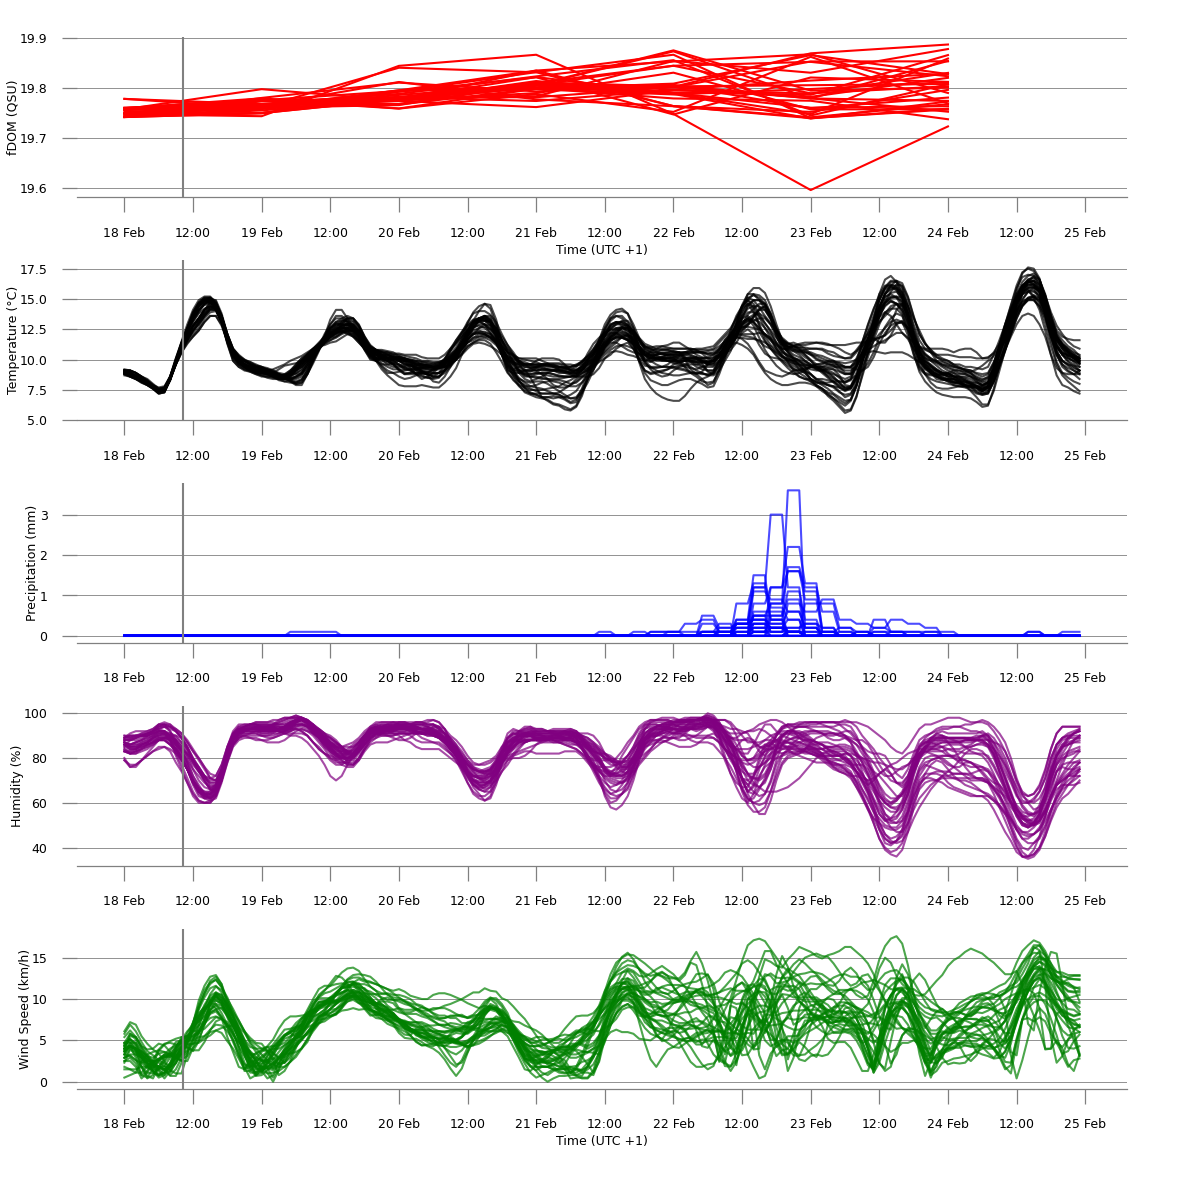 19.9
19.8
19.7
19.6
fDOM (QSU)
18 Feb 12:00 19 Feb 12:00 20 Feb 12:00 21 Feb 12:00 22 Feb 12:00 23 Feb 12:00 24 Feb 12:00 25 Feb
Time (UTC +1)
17.5
15.0
12.5
10.0
7.5
5.0
Temperature (°C)
18 Feb 12:00 19 Feb 12:00 20 Feb 12:00 21 Feb 12:00 22 Feb 12:00 23 Feb 12:00 24 Feb 12:00 25 Feb
3
2
1
0
Precipitation (mm)
18 Feb 12:00 19 Feb 12:00 20 Feb 12:00 21 Feb 12:00 22 Feb 12:00 23 Feb 12:00 24 Feb 12:00 25 Feb
100
80
60
40
Humidity (%)
18 Feb 12:00 19 Feb 12:00 20 Feb 12:00 21 Feb 12:00 22 Feb 12:00 23 Feb 12:00 24 Feb 12:00 25 Feb
15
10
5
0
Wind Speed (km/h)
18 Feb 12:00 19 Feb 12:00 20 Feb 12:00 21 Feb 12:00 22 Feb 12:00 23 Feb 12:00 24 Feb 12:00 25 Feb
Time (UTC +1)